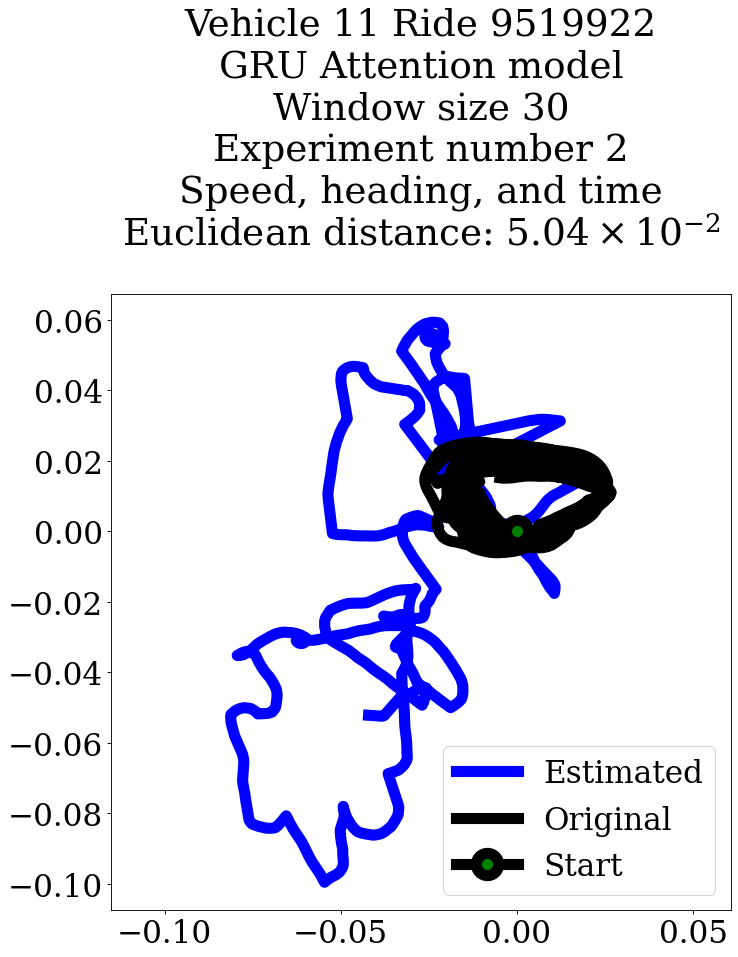 Vehicle 11 Ride 9519922
GRU Attention model
Window size 30
Experiment number 2
Speed, heading, and time
Euclidean distance: 5.04 × 10⁻²
0.06
0.04
0.02
0.00
−0.02
−0.04
−0.06
−0.08
−0.10
Estimated
Original
Start
−0.10 −0.05 0.00 0.05